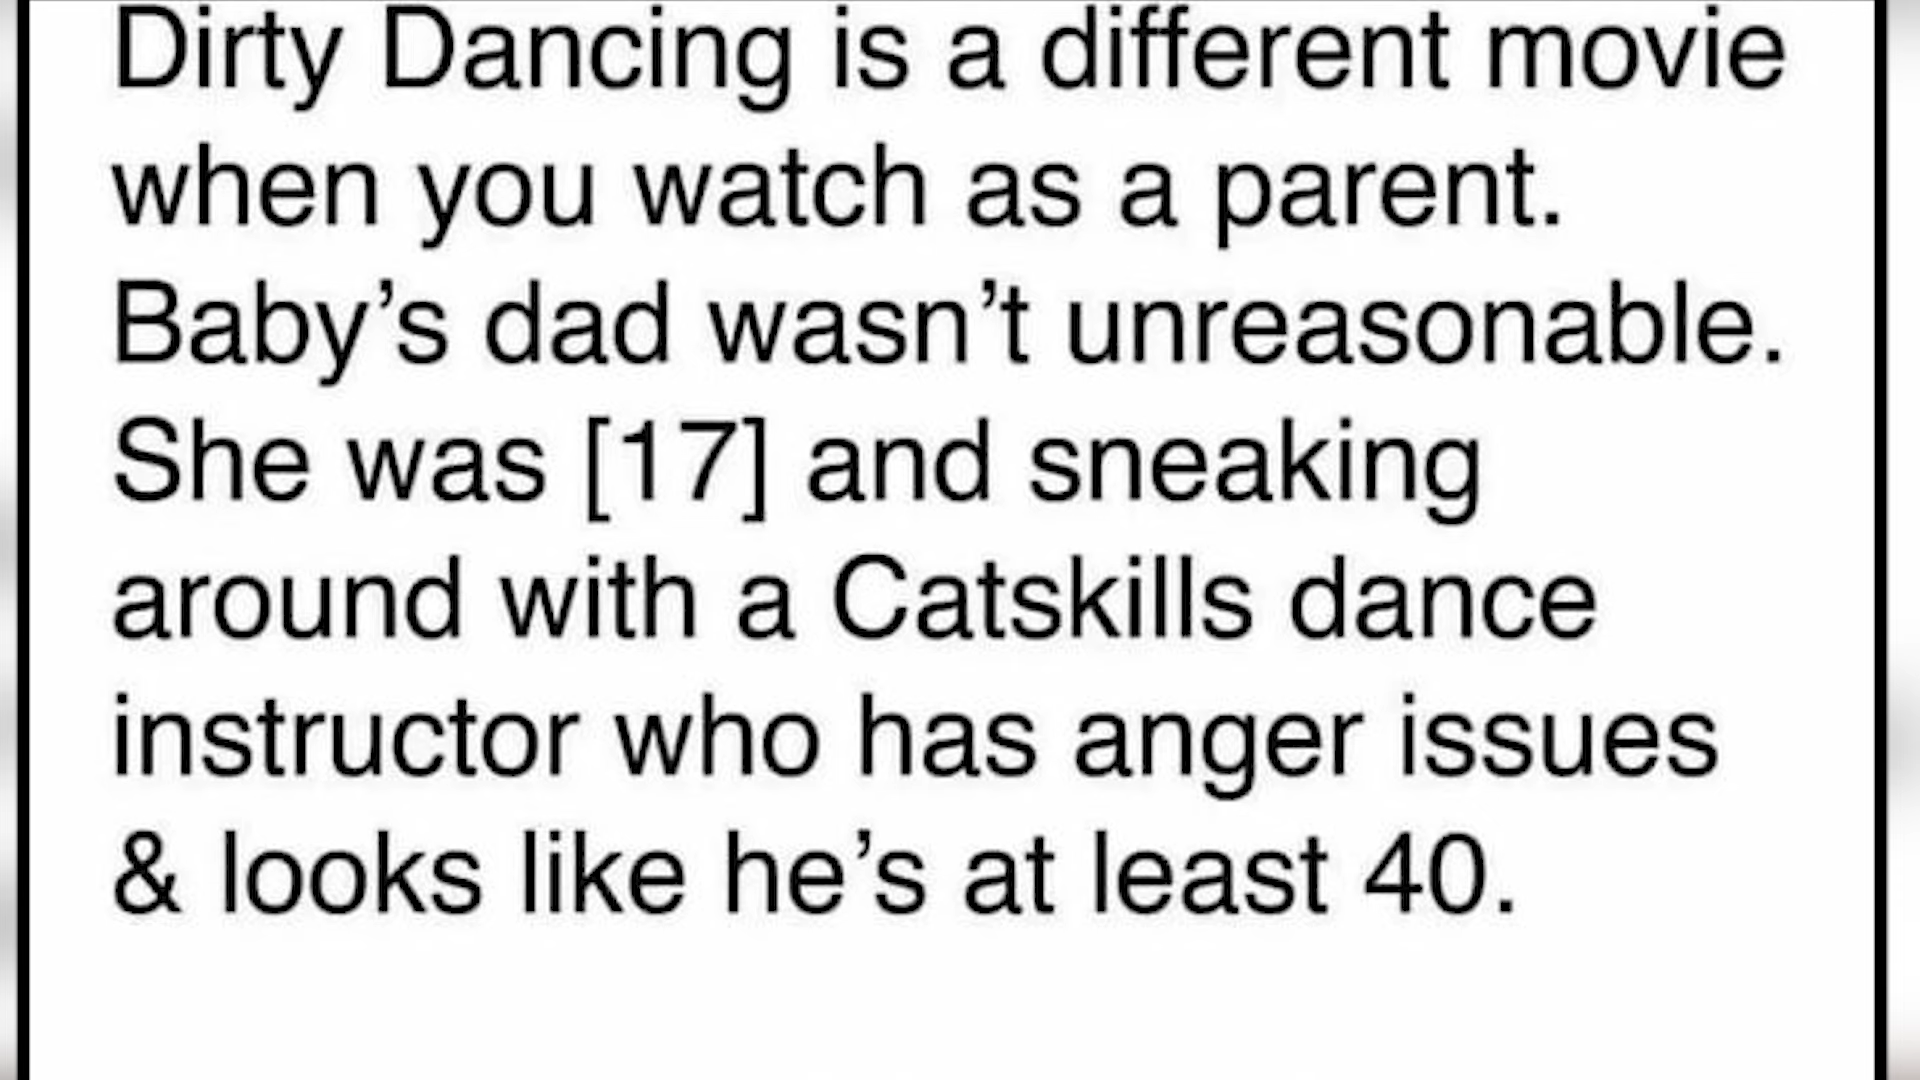 Dirty Dancing is a different movie
when you watch as a parent.
Baby’s dad wasn’t unreasonable.
She was [17] and sneaking
around with a Catskills dance
instructor who has anger issues
& looks like he’s at least 40.